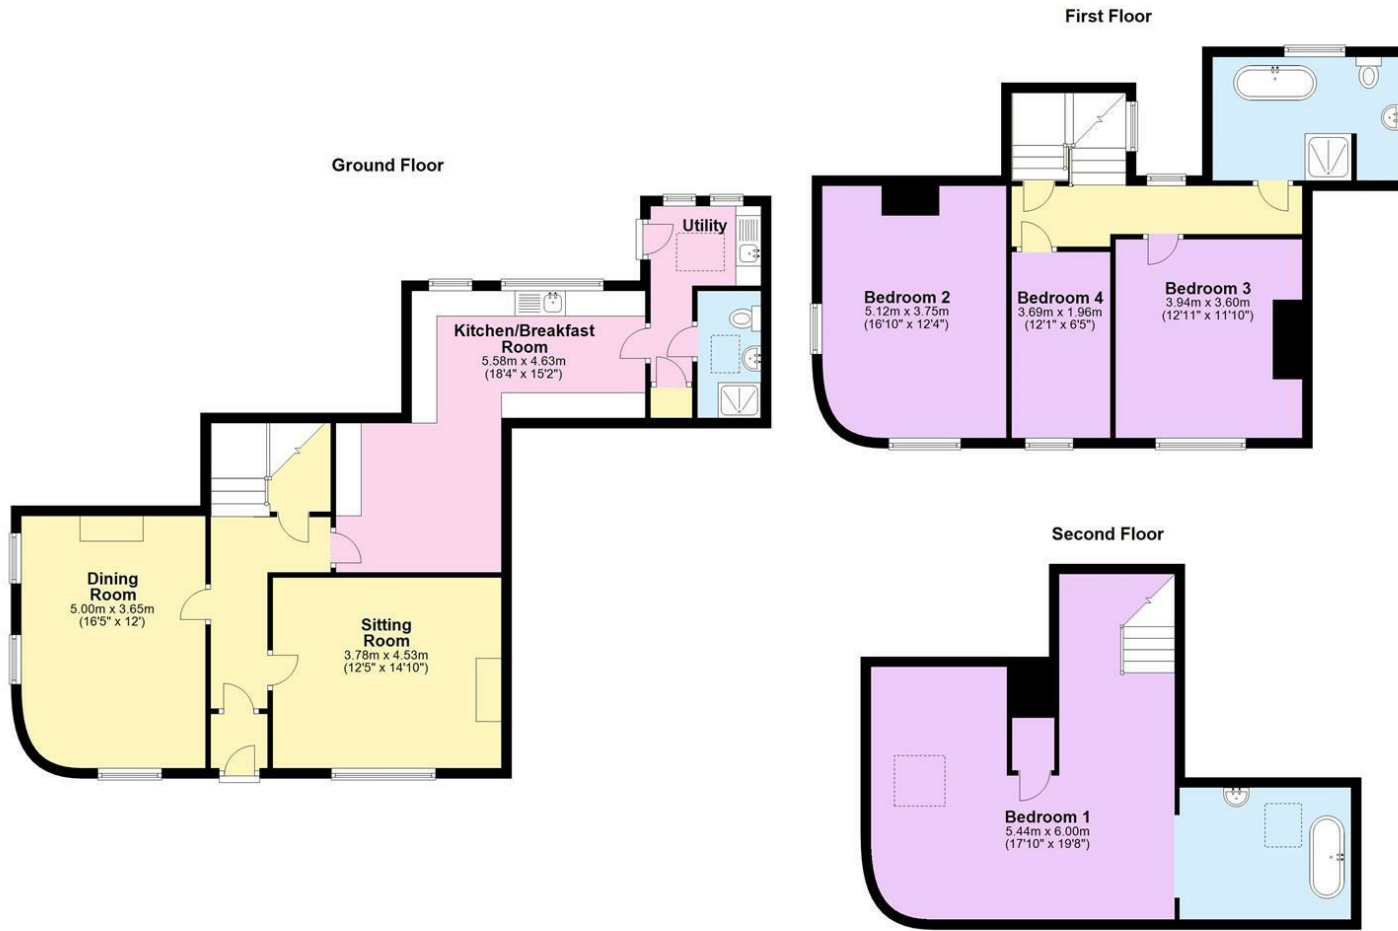 Ground Floor
Utility
Kitchen/Breakfast
Room
5.58m x 4.63m
(18'4" x 15'2")
Dining
Room
5.00m x 3.65m
(16'5" x 12')
Sitting
Room
3.78m x 4.53m
(12'5" x 14'10")
First Floor
Bedroom 2
5.12m x 3.75m
(16'10" x 12'4")
Bedroom 4
3.69m x 1.96m
(12'1" x 6'5")
Bedroom 3
3.94m x 3.60m
(12'11" x 11'10")
Second Floor
Bedroom 1
5.44m x 6.00m
(17'10" x 19'8")